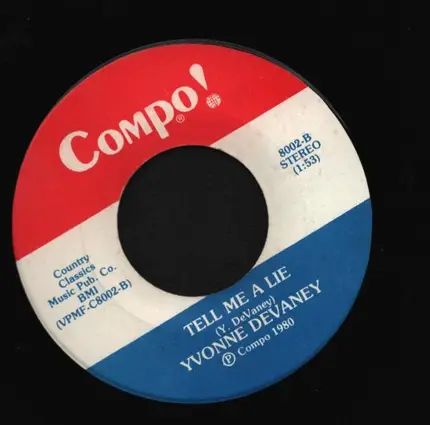 Compo!
®
8002-B
STEREO
(1:53)
Country
Classics
Music Pub. Co.
BMI
(VPMF-C8002-B)
TELL ME A LIE
(Y. DeVaney)
YVONNE DEVANEY
℗ Compo 1980